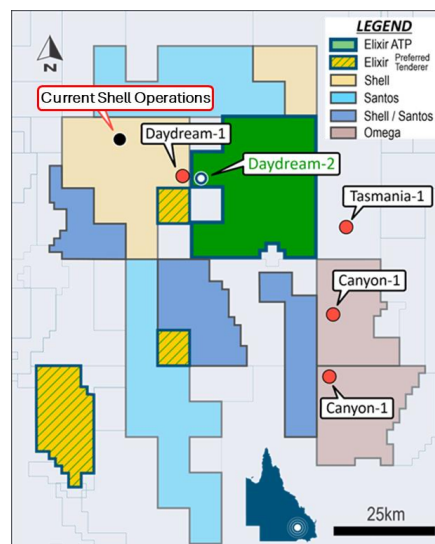 LEGEND
Elixir ATP
Elixir Preferred Tenderer
Shell
Santos
Shell / Santos
Omega
N
Current Shell Operations
Daydream-1
Daydream-2
Tasmania-1
Canyon-1
Canyon-1
25km